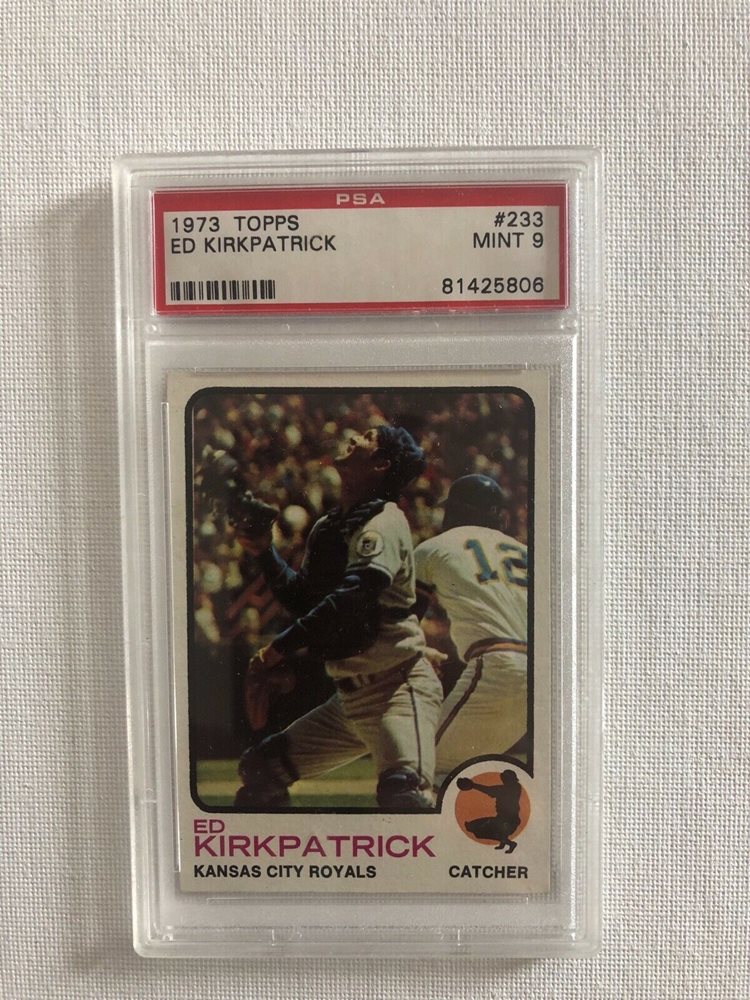 PSA
1973 TOPPS #233
ED KIRKPATRICK MINT 9
81425806
12
ED
KIRKPATRICK
KANSAS CITY ROYALS CATCHER